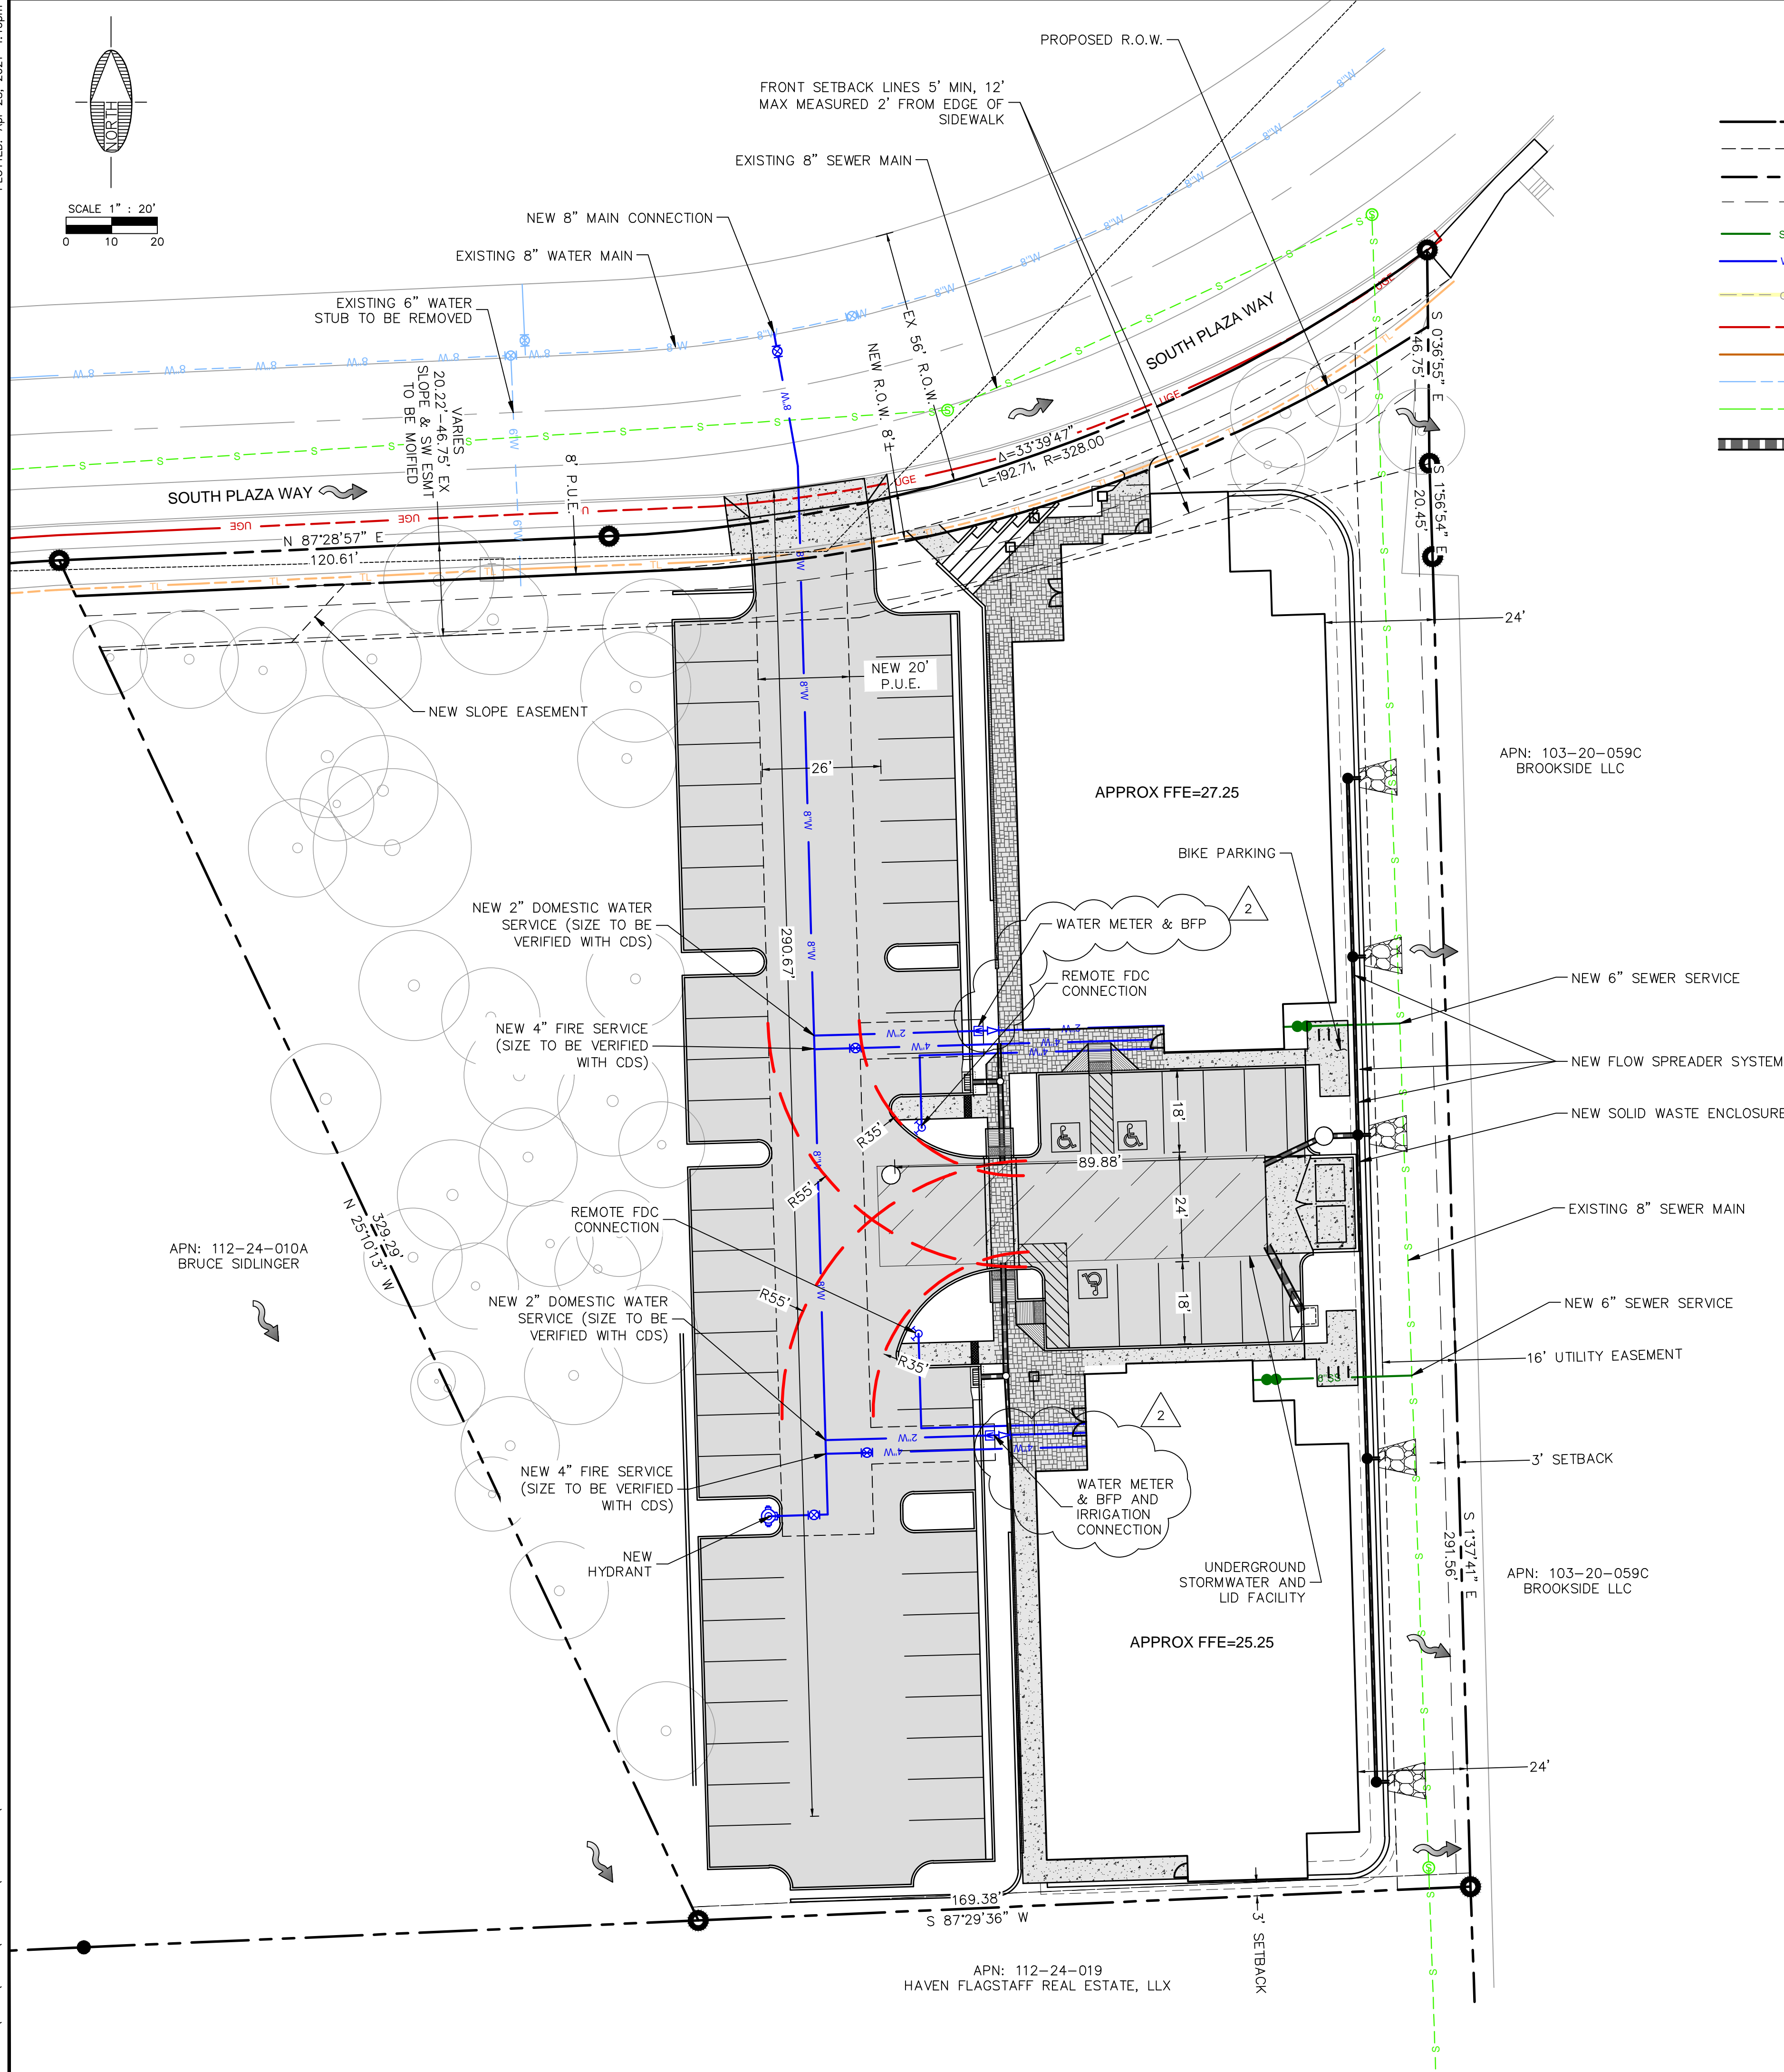 PROPOSED R.O.W.
FRONT SETBACK LINES 5' MIN, 12'
MAX MEASURED 2' FROM EDGE OF
SIDEWALK
EXISTING 8" SEWER MAIN
NORTH
SCALE 1" : 20'
0 10 20
NEW 8" MAIN CONNECTION
EXISTING 8" WATER MAIN
EXISTING 6" WATER
STUB TO BE REMOVED
EX 56' R.O.W.
NEW R.O.W. 8'±
SOUTH PLAZA WAY
S 0°36'55" E
46.75'
VARIES
20.22'-46.75' EX
SLOPE & SW ESMT
TO BE MOIFIED
8' P.U.E.
Δ=33°39'47"
L=192.71, R=328.00
S 1°56'54" E
20.45'
SOUTH PLAZA WAY
N 87°28'57" E
120.61'
24'
NEW 20'
P.U.E.
NEW SLOPE EASEMENT
26'
APN: 103-20-059C
BROOKSIDE LLC
APPROX FFE=27.25
BIKE PARKING
NEW 2" DOMESTIC WATER
SERVICE (SIZE TO BE
VERIFIED WITH CDS)
290.67'
WATER METER & BFP
2
REMOTE FDC
CONNECTION
NEW 6" SEWER SERVICE
NEW 4" FIRE SERVICE
(SIZE TO BE VERIFIED
WITH CDS)
NEW FLOW SPREADER SYSTEM
NEW SOLID WASTE ENCLOSURE
R35'
18'
89.88'
R55'
24'
REMOTE FDC
CONNECTION
EXISTING 8" SEWER MAIN
329.29'
N 25°10'13" W
APN: 112-24-010A
BRUCE SIDLINGER
R55'
18'
NEW 2" DOMESTIC WATER
SERVICE (SIZE TO BE
VERIFIED WITH CDS)
NEW 6" SEWER SERVICE
R35'
16' UTILITY EASEMENT
8"SS
2
NEW 4" FIRE SERVICE
(SIZE TO BE VERIFIED
WITH CDS)
3' SETBACK
WATER METER
& BFP AND
IRRIGATION
CONNECTION
NEW
HYDRANT
UNDERGROUND
STORMWATER AND
LID FACILITY
S 1°37'41" E
291.56'
APN: 103-20-059C
BROOKSIDE LLC
APPROX FFE=25.25
24'
169.38'
S 87°29'36" W
3' SETBACK
APN: 112-24-019
HAVEN FLAGSTAFF REAL ESTATE, LLX